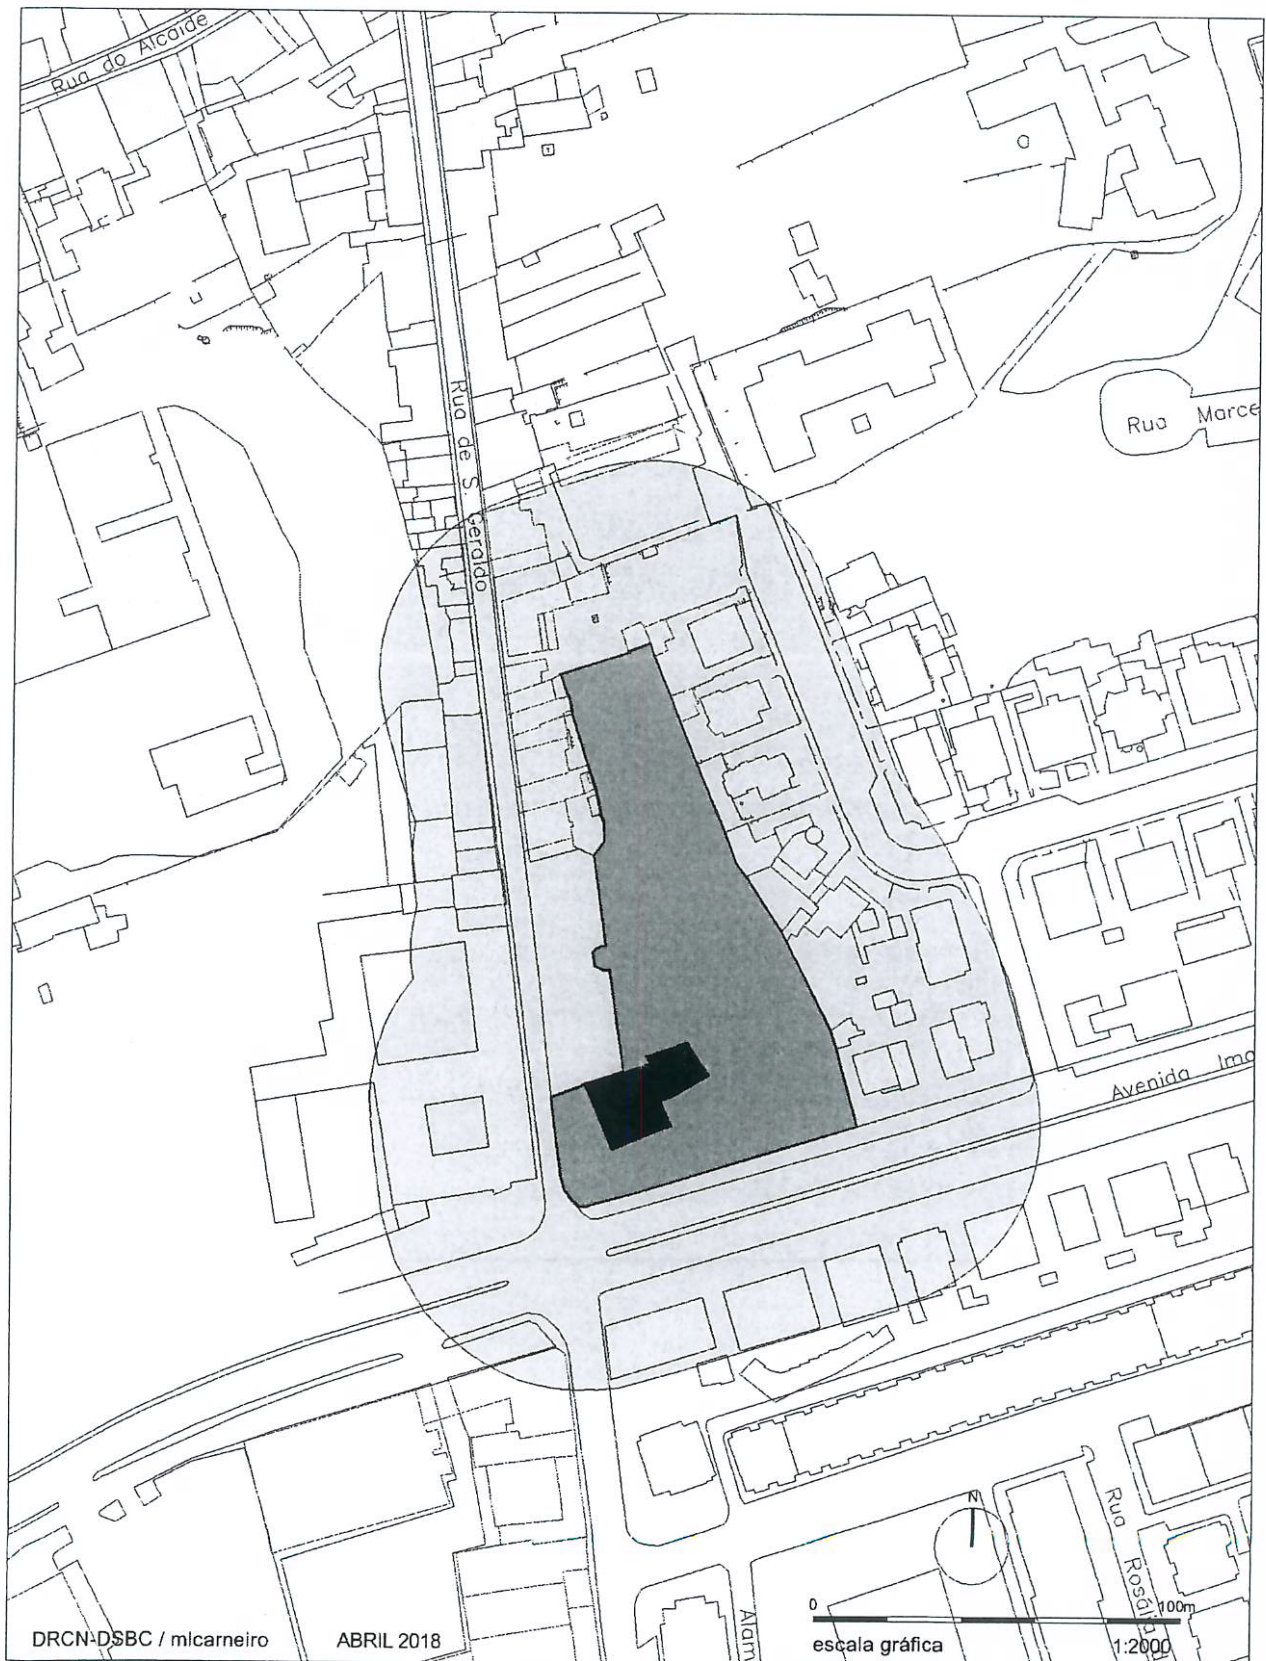 Rua do Alcaide
Rua de S. Geraldo
Rua Marce
Avenida Ima
N
Rua
Alam
0 100m
escala gráfica 1:2000
DRCN-DSBC / mlcarneiro ABRIL 2018